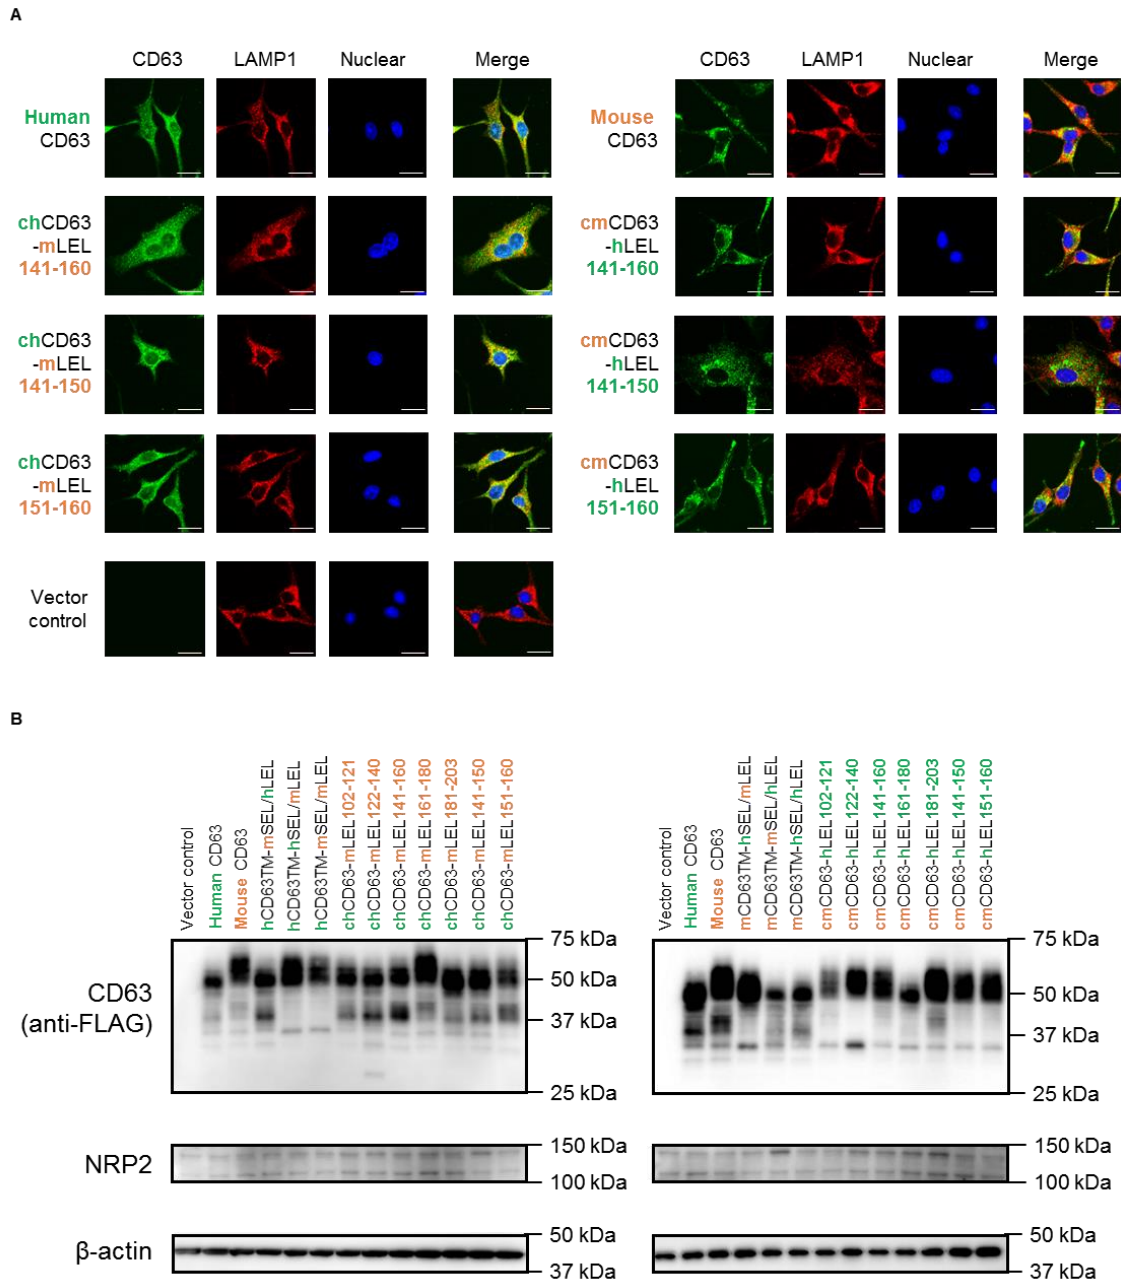 A
CD63 LAMP1 Nuclear Merge
CD63 LAMP1 Nuclear Merge
Human
CD63
Mouse
CD63
chCD63
-mLEL
141-160
cmCD63
-hLEL
141-160
chCD63
-mLEL
141-150
cmCD63
-hLEL
141-150
chCD63
-mLEL
151-160
cmCD63
-hLEL
151-160
Vector
control
B
Vector control
Human CD63
Mouse CD63
hCD63TM-mSEL/hLEL
hCD63TM-hSEL/mLEL
hCD63TM-mSEL/mLEL
chCD63-mLEL102-121
chCD63-mLEL122-140
chCD63-mLEL141-160
chCD63-mLEL161-180
chCD63-mLEL181-203
chCD63-mLEL141-150
chCD63-mLEL151-160
Vector control
Human CD63
Mouse CD63
mCD63TM-hSEL/mLEL
mCD63TM-mSEL/hLEL
mCD63TM-hSEL/hLEL
cmCD63-hLEL102-121
cmCD63-hLEL122-140
cmCD63-hLEL141-160
cmCD63-hLEL161-180
cmCD63-hLEL181-203
cmCD63-hLEL141-150
cmCD63-hLEL151-160
CD63
(anti-FLAG)
75 kDa
50 kDa
37 kDa
25 kDa
75 kDa
50 kDa
37 kDa
25 kDa
NRP2
150 kDa
100 kDa
150 kDa
100 kDa
β-actin
50 kDa
37 kDa
50 kDa
37 kDa